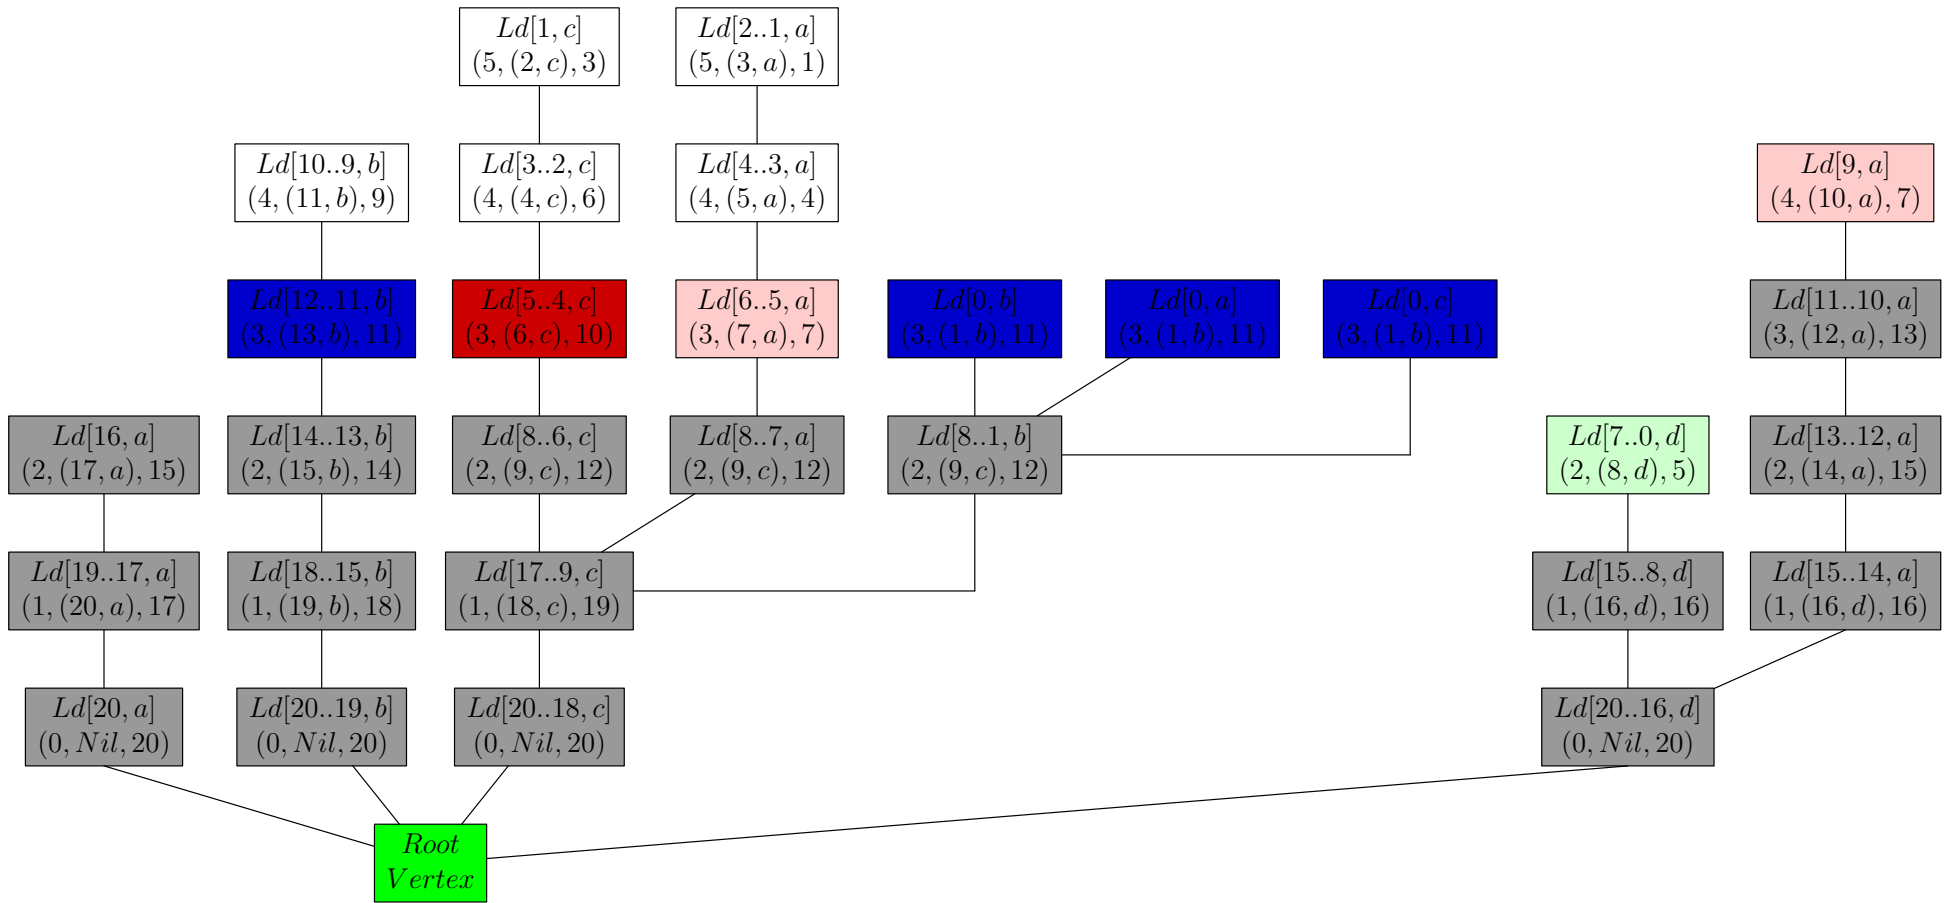 Ld[1, c]
(5, (2, c), 3)
Ld[2..1, a]
(5, (3, a), 1)
Ld[10..9, b]
(4, (11, b), 9)
Ld[3..2, c]
(4, (4, c), 6)
Ld[4..3, a]
(4, (5, a), 4)
Ld[9, a]
(4, (10, a), 7)
Ld[12..11, b]
(3, (13, b), 11)
Ld[5..4, c]
(3, (6, c), 10)
Ld[6..5, a]
(3, (7, a), 7)
Ld[0, b]
(3, (1, b), 11)
Ld[0, a]
(3, (1, b), 11)
Ld[0, c]
(3, (1, b), 11)
Ld[11..10, a]
(3, (12, a), 13)
Ld[16, a]
(2, (17, a), 15)
Ld[14..13, b]
(2, (15, b), 14)
Ld[8..6, c]
(2, (9, c), 12)
Ld[8..7, a]
(2, (9, c), 12)
Ld[8..1, b]
(2, (9, c), 12)
Ld[7..0, d]
(2, (8, d), 5)
Ld[13..12, a]
(2, (14, a), 15)
Ld[19..17, a]
(1, (20, a), 17)
Ld[18..15, b]
(1, (19, b), 18)
Ld[17..9, c]
(1, (18, c), 19)
Ld[15..8, d]
(1, (16, d), 16)
Ld[15..14, a]
(1, (16, d), 16)
Ld[20, a]
(0, Nil, 20)
Ld[20..19, b]
(0, Nil, 20)
Ld[20..18, c]
(0, Nil, 20)
Ld[20..16, d]
(0, Nil, 20)
Root
Vertex